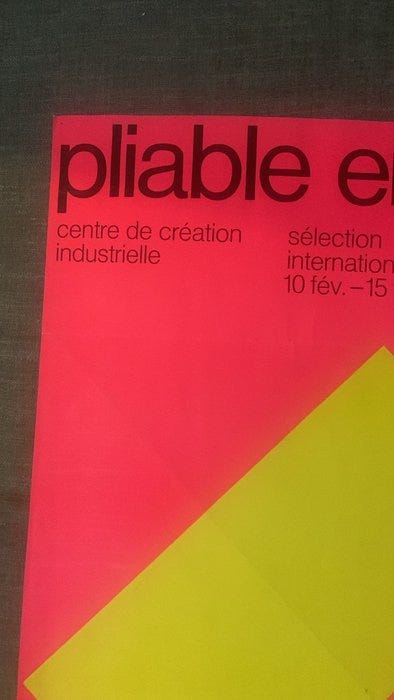 pliable e
centre de création
industrielle
sélection
internation
10 fév.–15